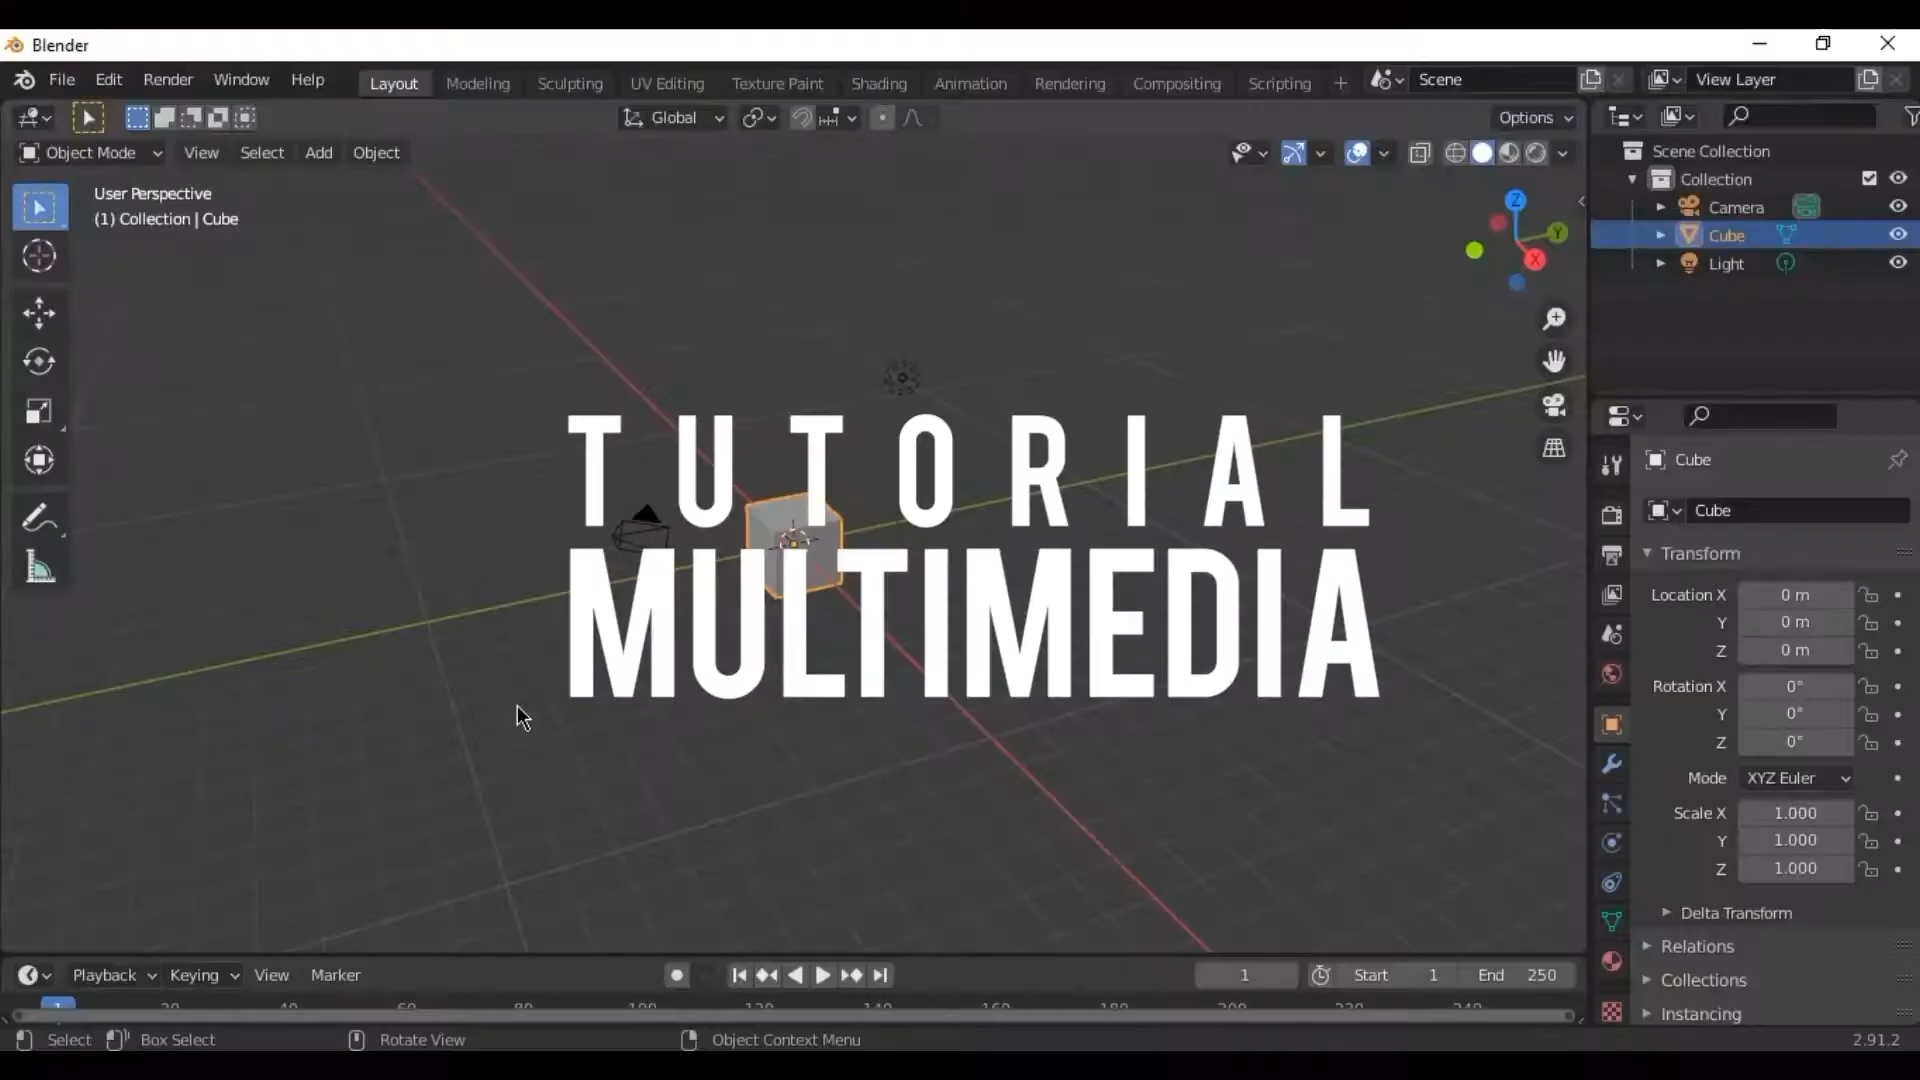 Blender
File Edit Render Window Help Layout Modeling Sculpting UV Editing Texture Paint Shading Animation Rendering Compositing Scripting + Scene View Layer
Global Options
Object Mode View Select Add Object
User Perspective
(1) Collection | Cube
Z
Y
X
TUTORIAL
MULTIMEDIA
Scene Collection
Collection
Camera
Cube
Light
Cube
Cube
Transform
Location X 0 m
Y 0 m
Z 0 m
Rotation X 0°
Y 0°
Z 0°
Mode XYZ Euler
Scale X 1.000
Y 1.000
Z 1.000
Delta Transform
Relations
Collections
Instancing
Playback Keying View Marker 1 Start 1 End 250
1
Select Box Select Rotate View Object Context Menu 2.91.2